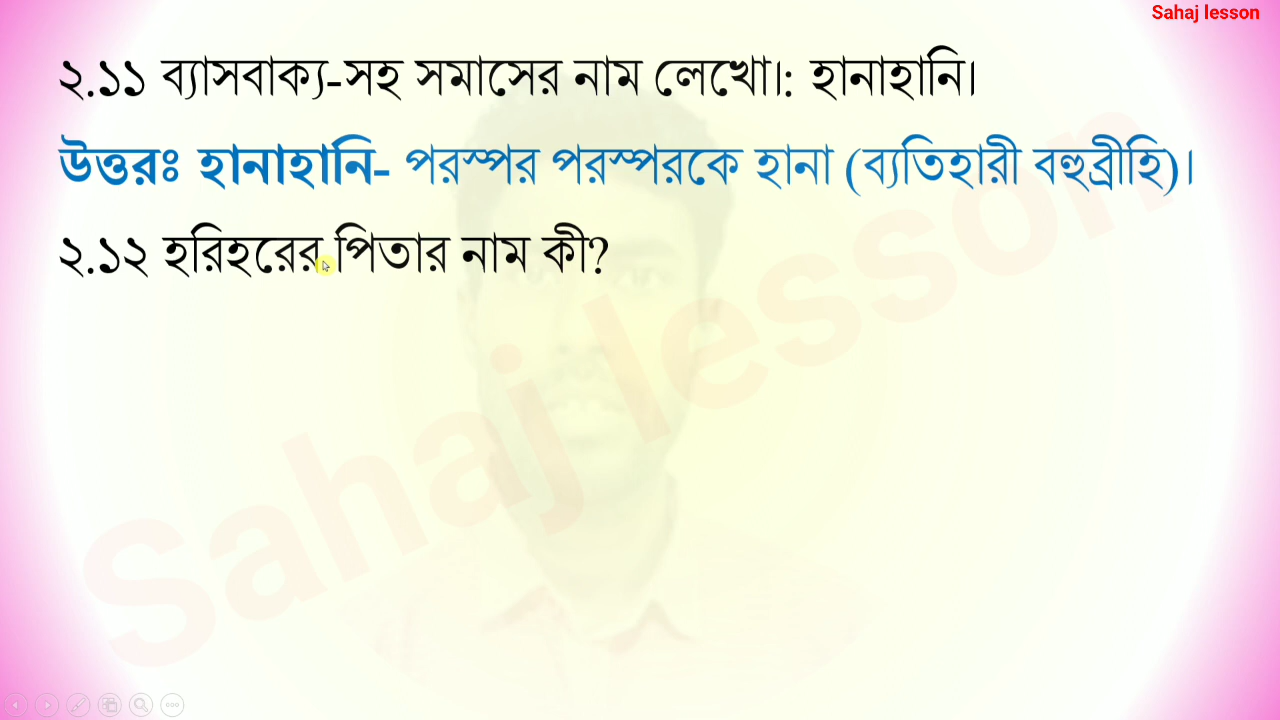 Sahaj lesson
২.১১ ব্যাসবাক্য-সহ সমাসের নাম লেখো।: হানাহানি।
উত্তরঃ হানাহানি- পরস্পর পরস্পরকে হানা (ব্যতিহারী বহুব্রীহি)।
২.১২ হরিহরের পিতার নাম কী?
Sahaj lesson